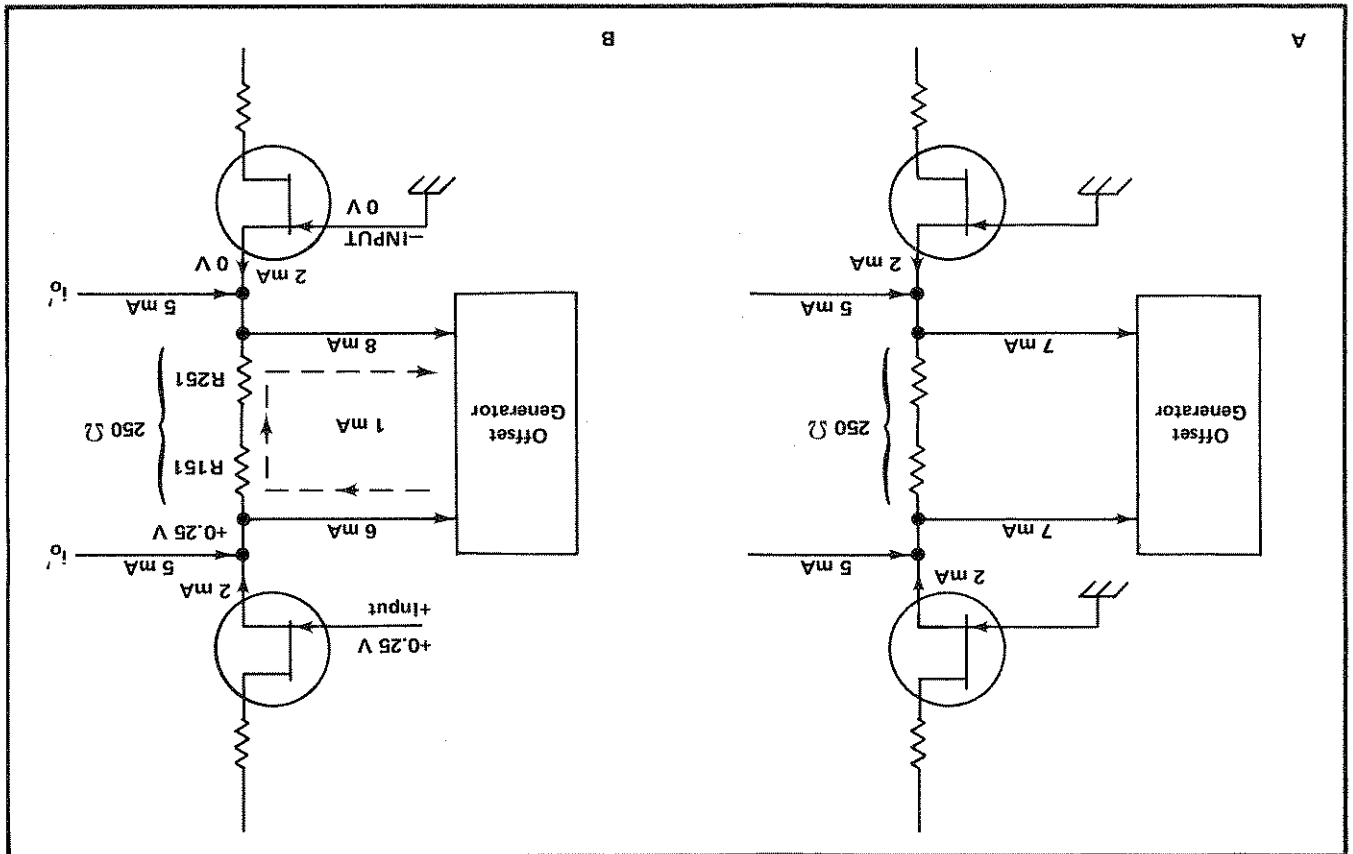 2 mA
5 mA
7 mA
Offset
Generator
250 Ω
7 mA
5 mA
2 mA
A
+0.25 V
+Input
2 mA
5 mA
io'
6 mA
+0.25 V
Offset
Generator
1 mA
R151
R251
250 Ω
8 mA
5 mA
io'
2 mA
0 V
–INPUT
0 V
B